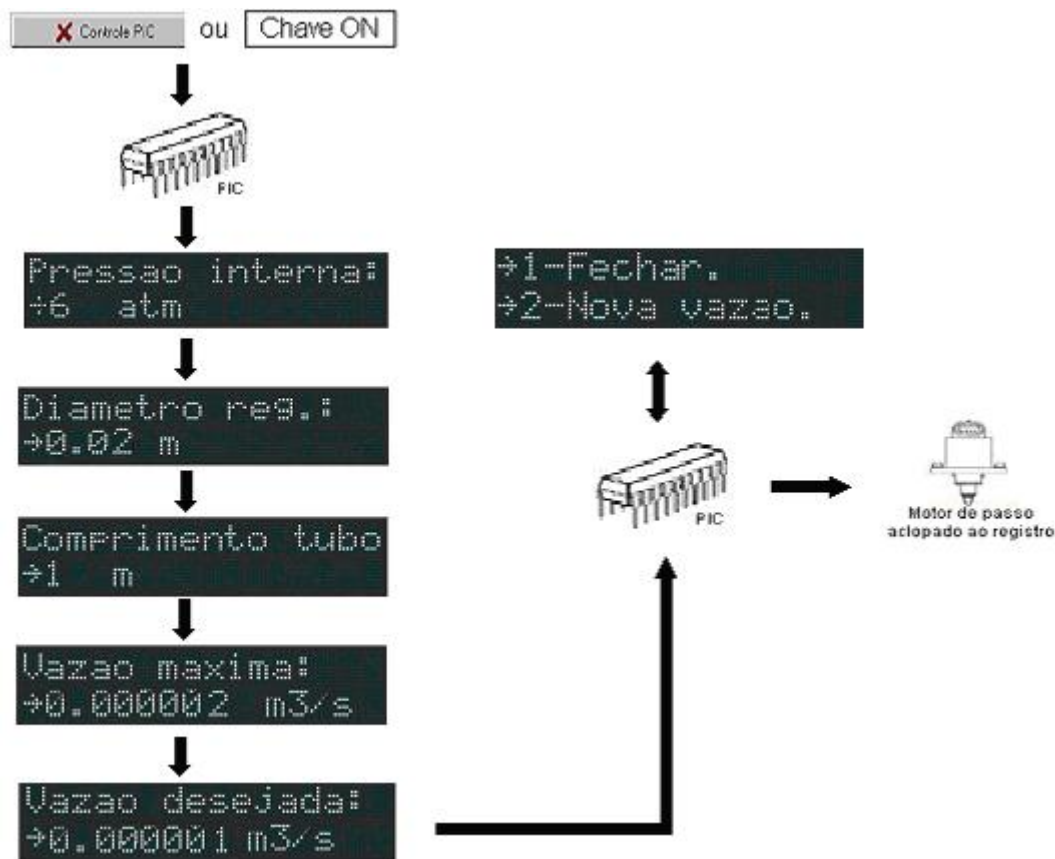 Controle PIC ou Chave ON
PIC
Pressao interna:
÷6 atm
Diametro reg.:
→0.02 m
Comprimento tubo
→1 m
Vazao maxima:
→0.000002 m3/s
Vazao desejada:
→0.000001 m3/s
→1-Fechar.
→2-Nova vazao.
PIC
Motor de passo
aclopado ao registro